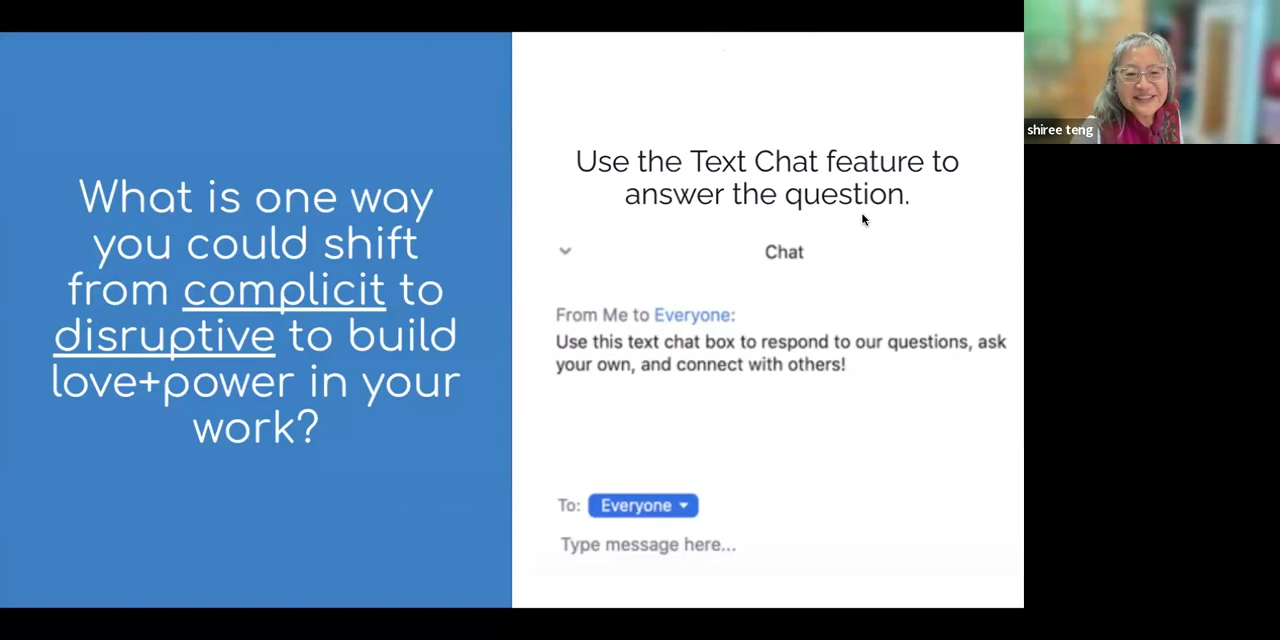 What is one way
you could shift
from complicit to
disruptive to build
love+power in your
work?
Use the Text Chat feature to
answer the question.
Chat
From Me to Everyone:
Use this text chat box to respond to our questions, ask
your own, and connect with others!
To: Everyone
Type message here...
shiree teng